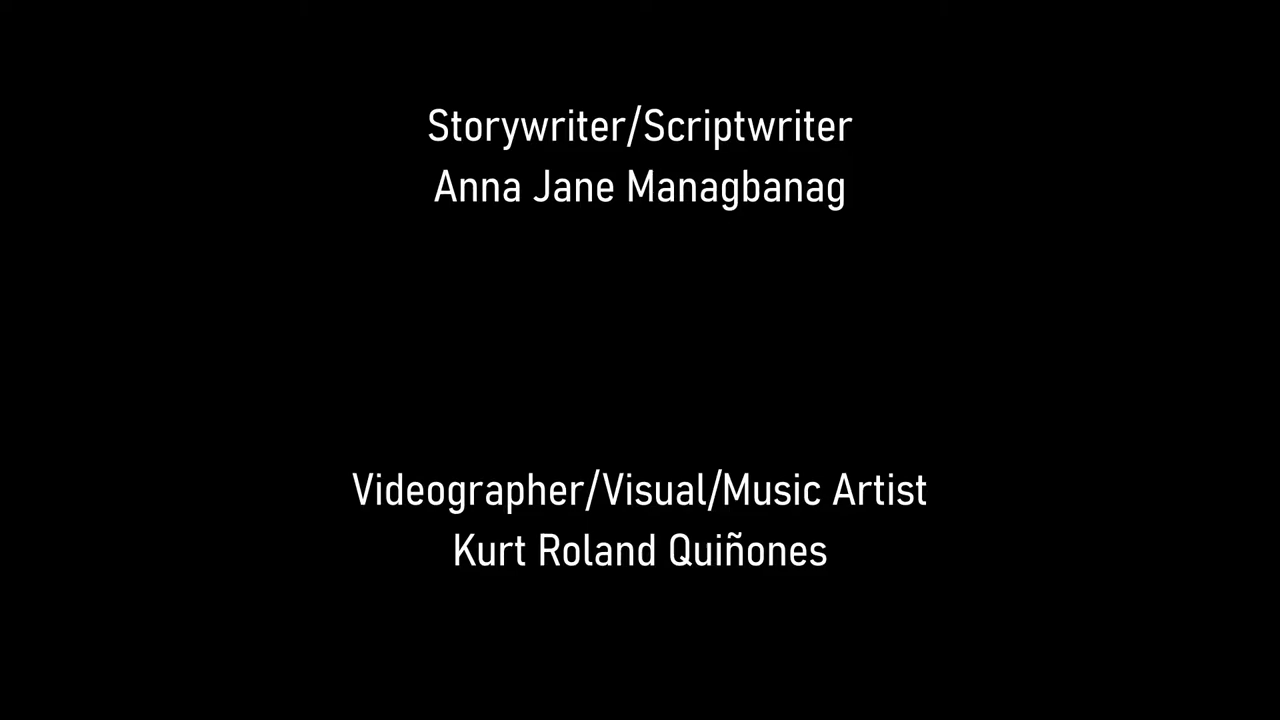 Storywriter/Scriptwriter
Anna Jane Managbanag
Videographer/Visual/Music Artist
Kurt Roland Quiñones